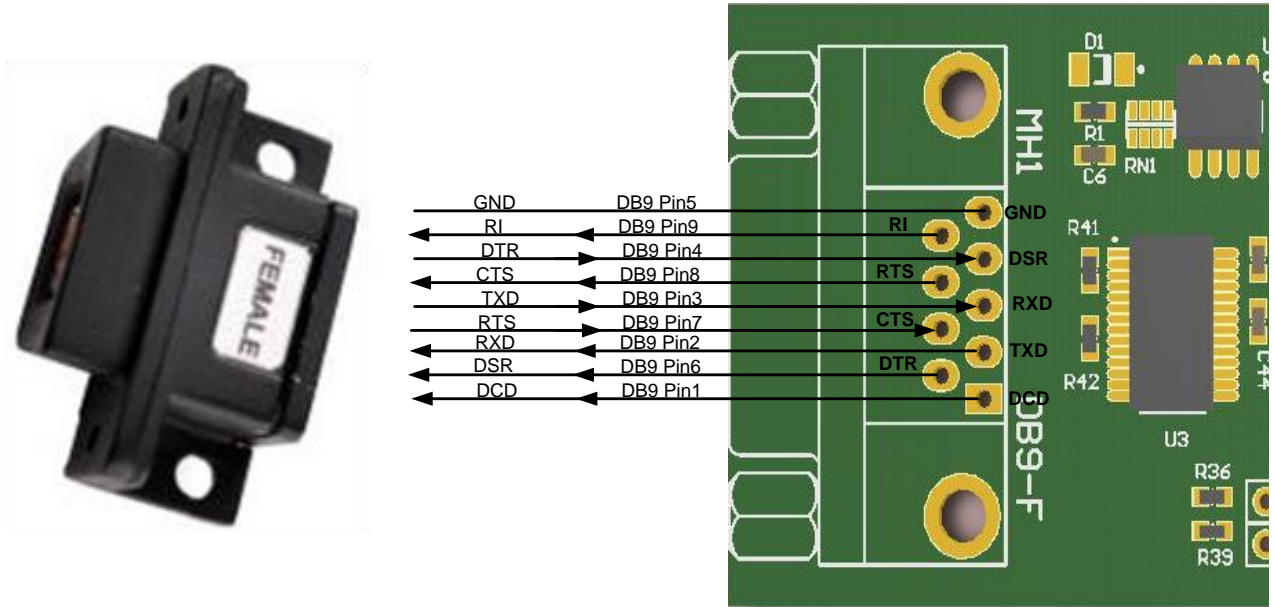 FEMALE
GND DB9 Pin5 GND
RI DB9 Pin9 RI
DTR DB9 Pin4 DSR
CTS DB9 Pin8 RTS
TXD DB9 Pin3 RXD
RTS DB9 Pin7 CTS
RXD DB9 Pin2 TXD
DSR DB9 Pin6 DTR
DCD DB9 Pin1 DCD
MH1
DB9-F
D1
R1
C6
RN1
R41
R42
C44
U3
R36
R39